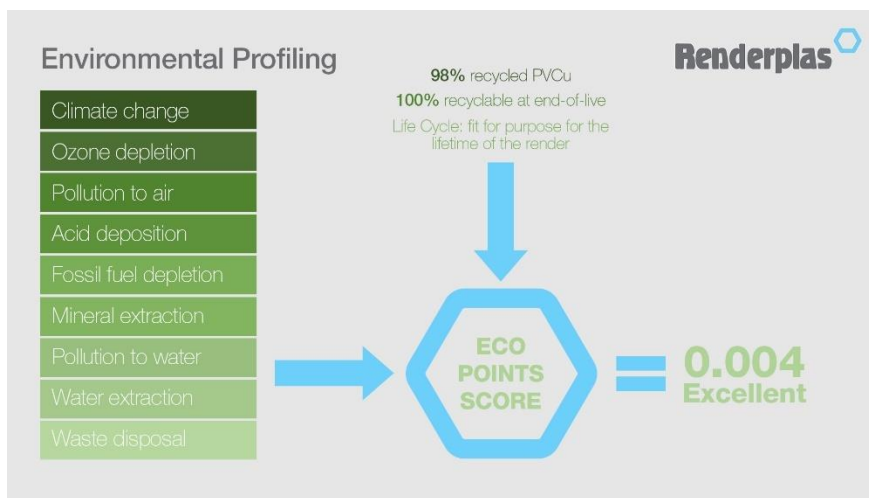 Environmental Profiling
Renderplas
Climate change
Ozone depletion
Pollution to air
Acid deposition
Fossil fuel depletion
Mineral extraction
Pollution to water
Water extraction
Waste disposal
98% recycled PVCu
100% recyclable at end-of-live
Life Cycle: fit for purpose for the
lifetime of the render
ECO
POINTS
SCORE
=
0.004
Excellent